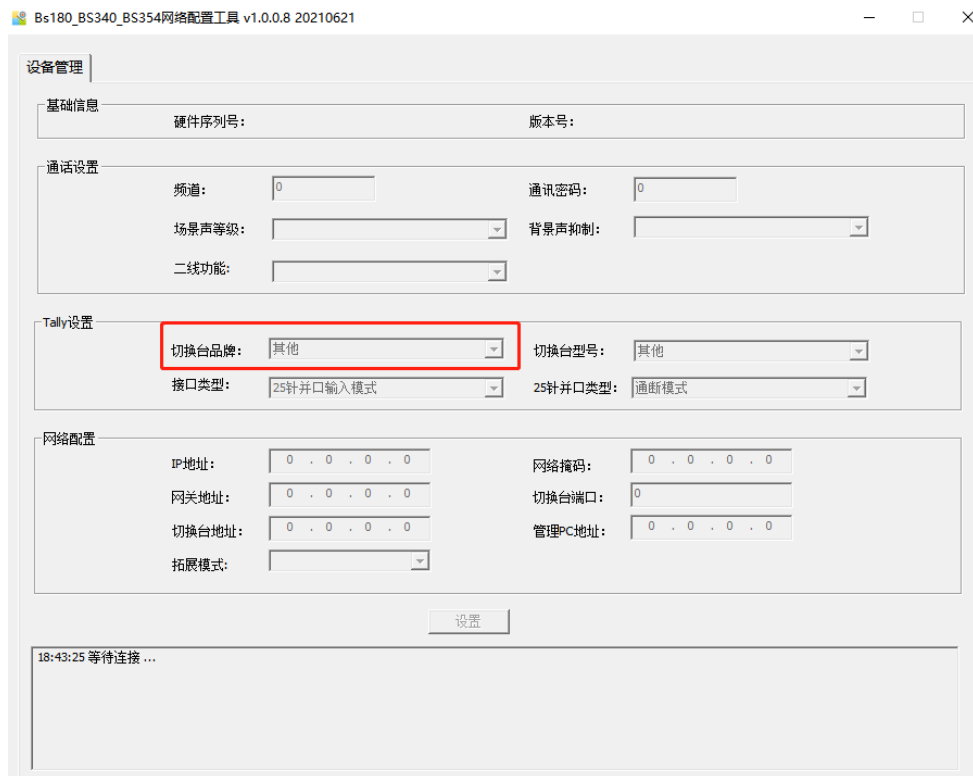 Bs180_BS340_BS354网络配置工具 v1.0.0.8 20210621
设备管理
基础信息
硬件序列号: 版本号:
通话设置
频道: 0 通讯密码: 0
场景声等级: 背景声抑制:
二线功能:
Tally设置
切换台品牌: 其他 切换台型号: 其他
接口类型: 25针并口输入模式 25针并口类型: 通断模式
网络配置
IP地址: 0 . 0 . 0 . 0 网络掩码: 0 . 0 . 0 . 0
网关地址: 0 . 0 . 0 . 0 切换台端口: 0
切换台地址: 0 . 0 . 0 . 0 管理PC地址: 0 . 0 . 0 . 0
拓展模式:
设置
18:43:25 等待连接 ...